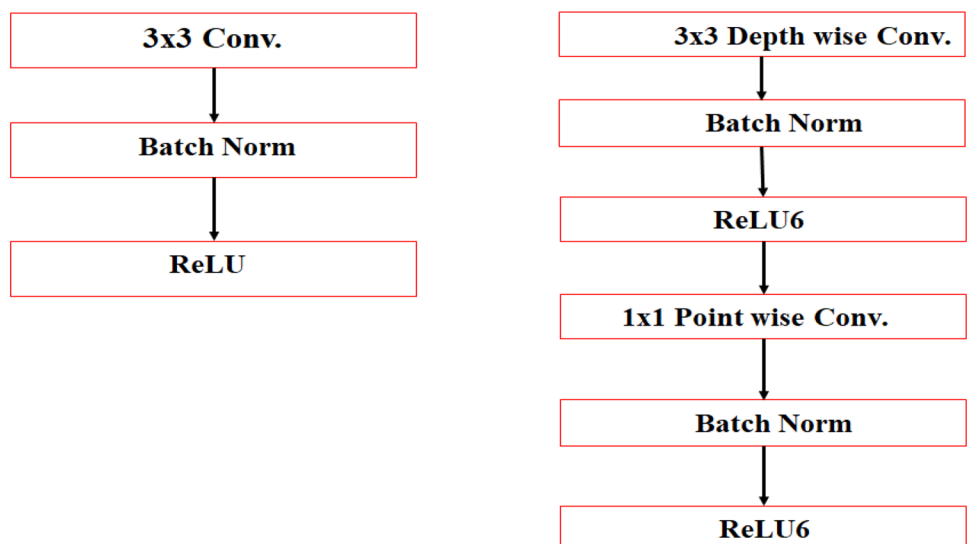 3x3 Conv.
Batch Norm
ReLU
3x3 Depth wise Conv.
Batch Norm
ReLU6
1x1 Point wise Conv.
Batch Norm
ReLU6